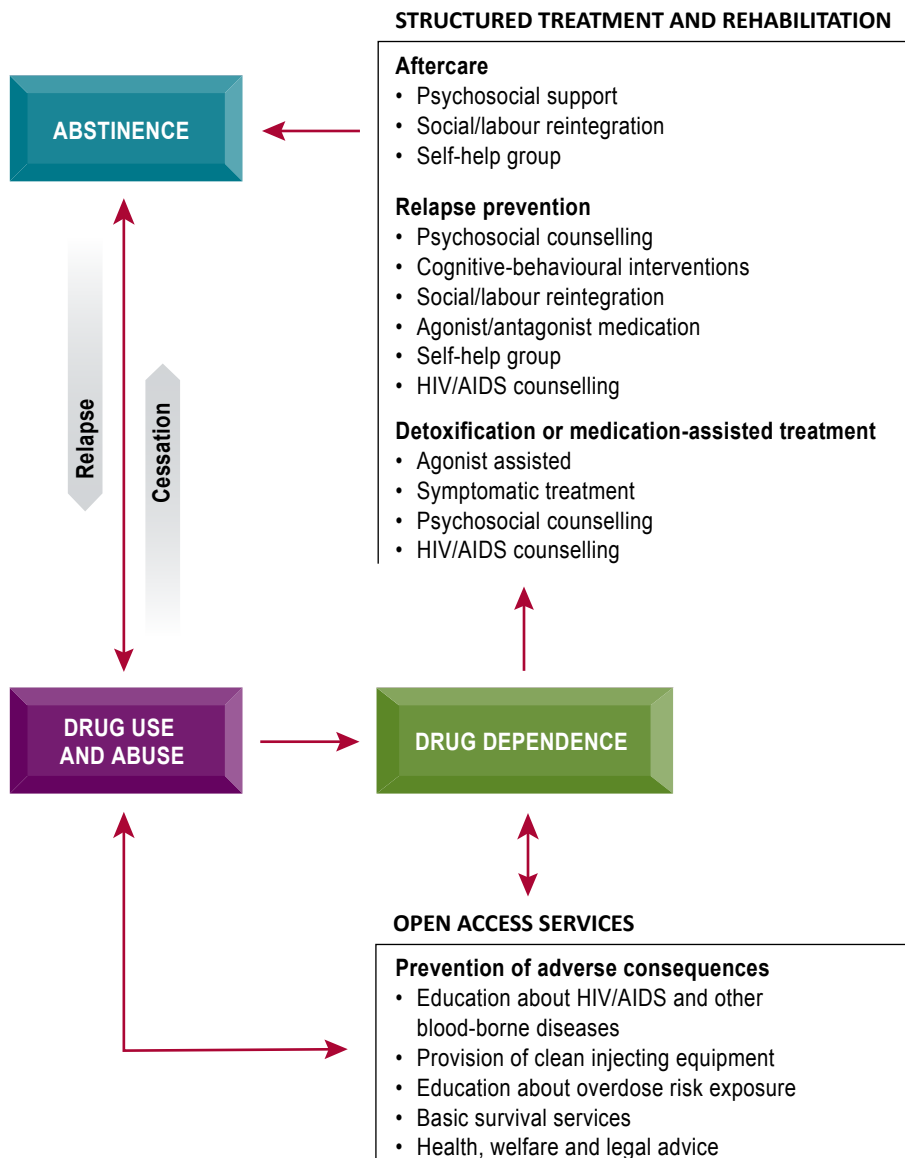 STRUCTURED TREATMENT AND REHABILITATION
ABSTINENCE
Aftercare
• Psychosocial support
• Social/labour reintegration
• Self-help group
Relapse prevention
• Psychosocial counselling
• Cognitive-behavioural interventions
• Social/labour reintegration
• Agonist/antagonist medication
• Self-help group
• HIV/AIDS counselling
Detoxification or medication-assisted treatment
• Agonist assisted
• Symptomatic treatment
• Psychosocial counselling
• HIV/AIDS counselling
Relapse
Cessation
DRUG USE
AND ABUSE
DRUG DEPENDENCE
OPEN ACCESS SERVICES
Prevention of adverse consequences
• Education about HIV/AIDS and other
blood-borne diseases
• Provision of clean injecting equipment
• Education about overdose risk exposure
• Basic survival services
• Health, welfare and legal advice